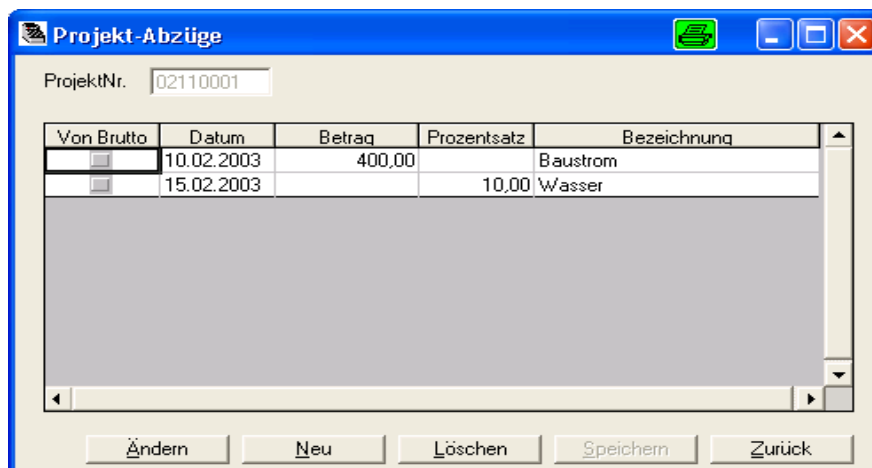 Projekt-Abzüge
ProjektNr. 02110001
Von Brutto Datum Betrag Prozentsatz Bezeichnung
10.02.2003 400,00 Baustrom
15.02.2003 10,00 Wasser
Ändern Neu Löschen Speichern Zurück